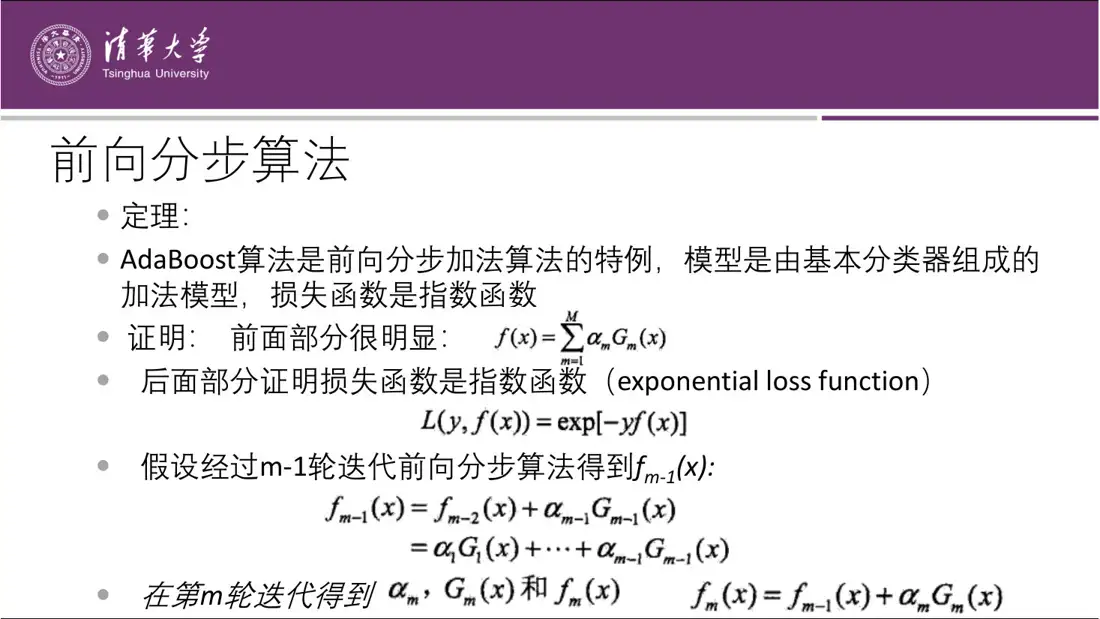 清华大学
Tsinghua University
前向分步算法
• 定理：
• AdaBoost算法是前向分步加法算法的特例，模型是由基本分类器组成的
加法模型，损失函数是指数函数
• 证明： 前面部分很明显： f(x) = \sum_{m=1}^{M} α_m G_m(x)
• 后面部分证明损失函数是指数函数（exponential loss function）
L(y, f(x)) = exp[−yf(x)]
• 假设经过m-1轮迭代前向分步算法得到f_{m-1}(x):
f_{m−1}(x) = f_{m−2}(x) + α_{m−1}G_{m−1}(x)
= α_1G_1(x) + ⋯ + α_{m−1}G_{m−1}(x)
• 在第m轮迭代得到 α_m，G_m(x) 和 f_m(x) f_m(x) = f_{m−1}(x) + α_mG_m(x)